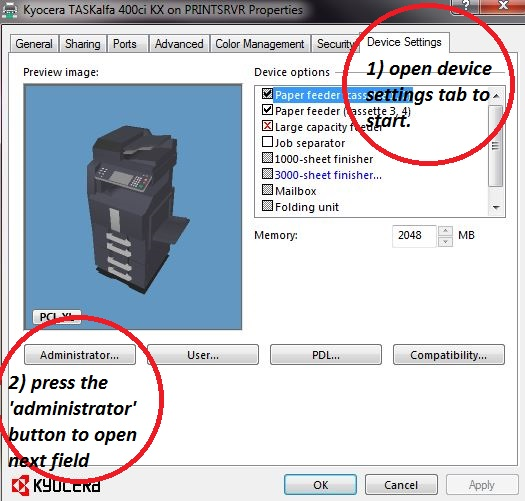 Kyocera TASKalfa 400ci KX on PRINTSRVR Properties
?
X
General
Sharing
Ports
Advanced
Color Management
Security
Device Settings
Preview image:
Device options
1) open device
settings tab to
start.
Paper feeder (cassette
Paper feeder (cassette 3, 4)
Large capacity feeder
Job separator
1000-sheet finisher
3000-sheet finisher...
Mailbox
Folding unit
Memory:
2048
MB
PCL XL
Administrator...
User...
PDL...
Compatibility...
2) press the
'administrator'
button to open
next field
KYOCERA
OK
Cancel
Apply